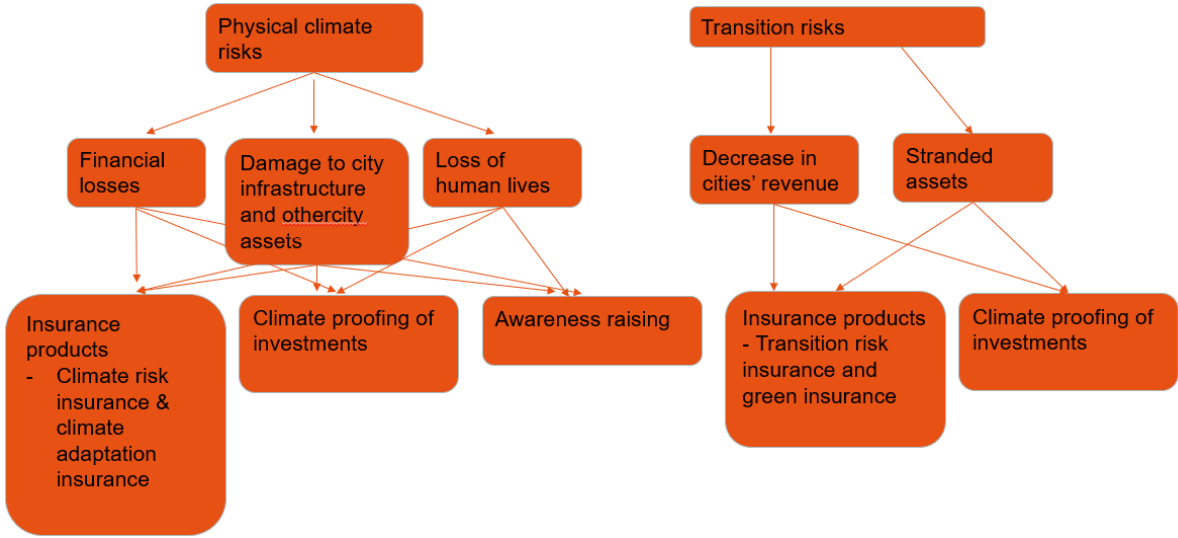 Physical climate
risks
Transition risks
Financial
losses
Damage to city
infrastructure
and othercity
assets
Loss of
human lives
Decrease in
cities’ revenue
Stranded
assets
Insurance
products
- Climate risk
insurance &
climate
adaptation
insurance
Climate proofing of
investments
Awareness raising
Insurance products
- Transition risk
insurance and
green insurance
Climate proofing of
investments